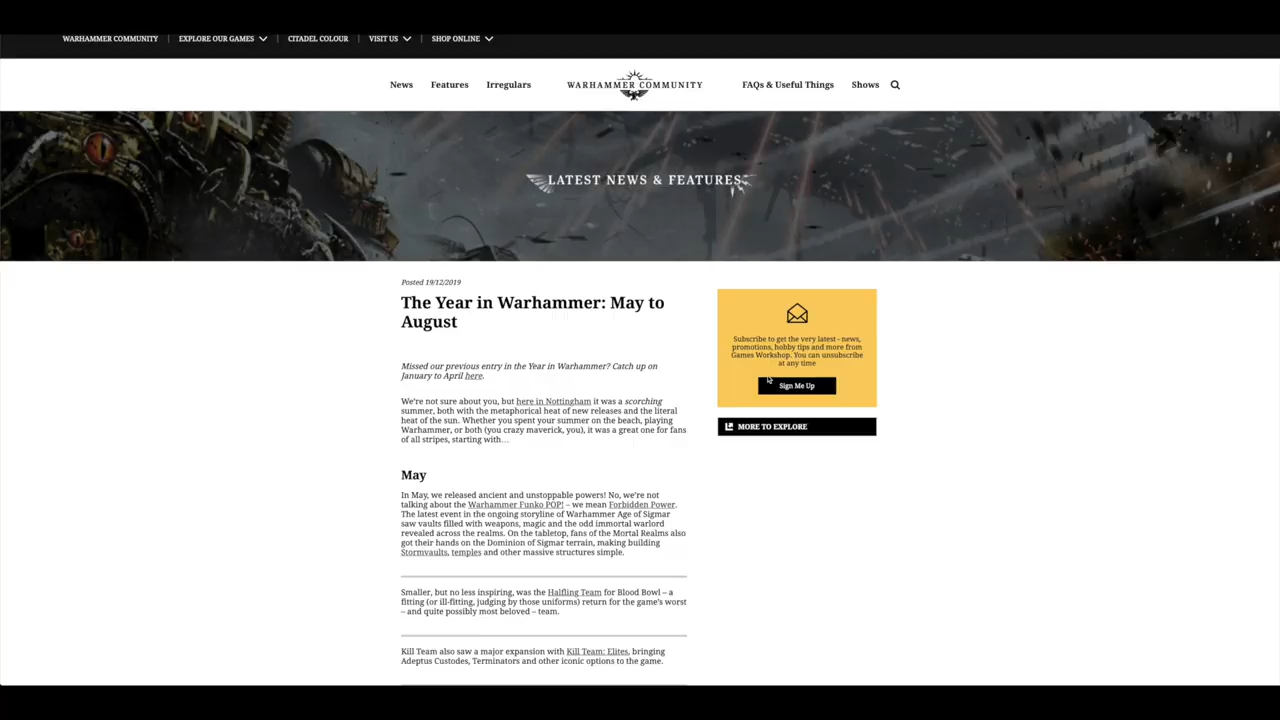 WARHAMMER COMMUNITY | EXPLORE OUR GAMES | CITADEL COLOUR | VISIT US | SHOP ONLINE
News Features Irregulars WARHAMMER COMMUNITY FAQs & Useful Things Shows
LATEST NEWS & FEATURES
Posted 19/12/2019
The Year in Warhammer: May to
August
Missed our previous entry in the Year in Warhammer? Catch up on
January to April here.
We're not sure about you, but here in Nottingham it was a scorching
summer, both with the metaphorical heat of new releases and the literal
heat of the sun. Whether you spent your summer on the beach, playing
Warhammer, or both (you crazy maverick, you), it was a great one for fans
of all stripes, starting with…
May
In May, we released ancient and unstoppable powers! No, we're not
talking about the Warhammer Funko POP! – we mean Forbidden Power.
The latest event in the ongoing storyline of Warhammer Age of Sigmar
saw vaults filled with weapons, magic and the odd immortal warlord
revealed across the realms. On the tabletop, fans of the Mortal Realms also
got their hands on the Dominion of Sigmar terrain, making building
Stormvaults, temples and other massive structures simple.
Smaller, but no less inspiring, was the Halfling Team for Blood Bowl – a
fitting (or ill-fitting, judging by those uniforms) return for the game's worst
– and quite possibly most beloved – team.
Kill Team also saw a major expansion with Kill Team: Elites, bringing
Adeptus Custodes, Terminators and other iconic options to the game.
Subscribe to get the very latest - news,
promotions, hobby tips and more from
Games Workshop. You can unsubscribe
at any time
Sign Me Up
MORE TO EXPLORE